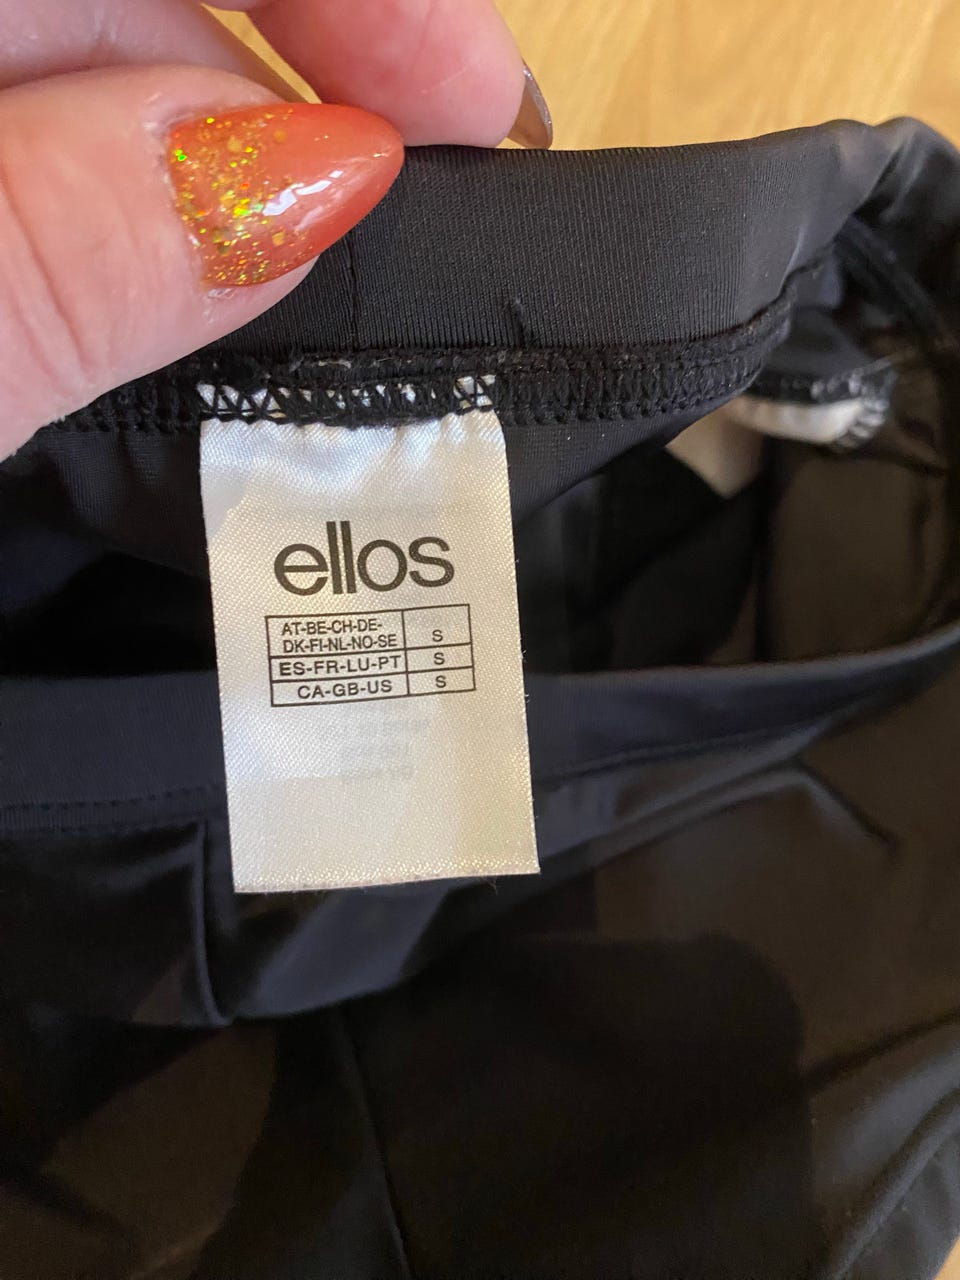 ellos
AT-BE-CH-DE-
DK-FI-NL-NO-SE S
ES-FR-LU-PT S
CA-GB-US S